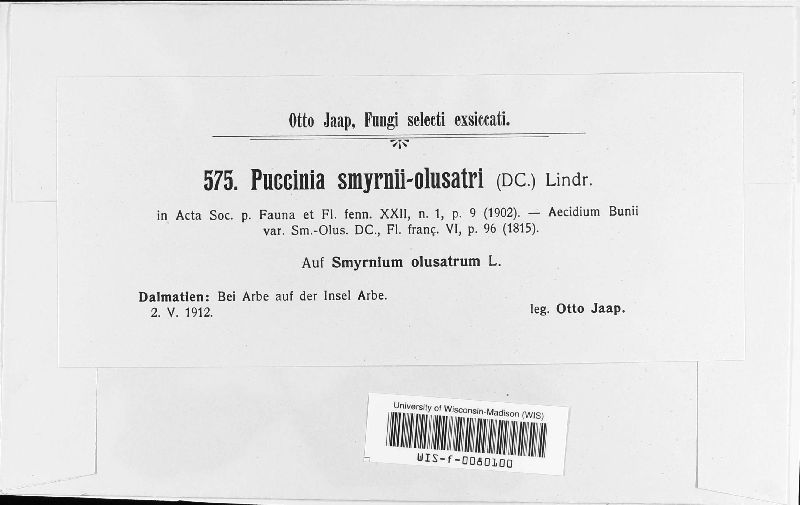 Otto Jaap, Fungi selecti exsiccati.
575. Puccinia smyrnii-olusatri (DC.) Lindr.
in Acta Soc. p. Fauna et Fl. fenn. XXII, n. 1, p. 9 (1902). — Aecidium Bunii
var. Sm.-Olus. DC., Fl. franç. VI, p. 96 (1815).
Auf Smyrnium olusatrum L.
Dalmatien: Bei Arbe auf der Insel Arbe.
2. V. 1912.
leg. Otto Jaap.
University of Wisconsin-Madison (WIS)
WIS-f-0080100